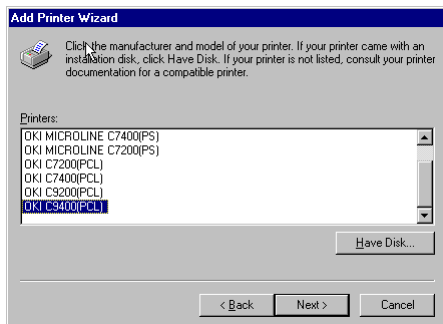 Add Printer Wizard
Click the manufacturer and model of your printer. If your printer came with an
installation disk, click Have Disk. If your printer is not listed, consult your printer
documentation for a compatible printer.
Printers:
OKI MICROLINE C7400(PS)
OKI MICROLINE C7200(PS)
OKI C7200(PCL)
OKI C7400(PCL)
OKI C9200(PCL)
OKI C9400(PCL)
Have Disk...
< Back Next > Cancel